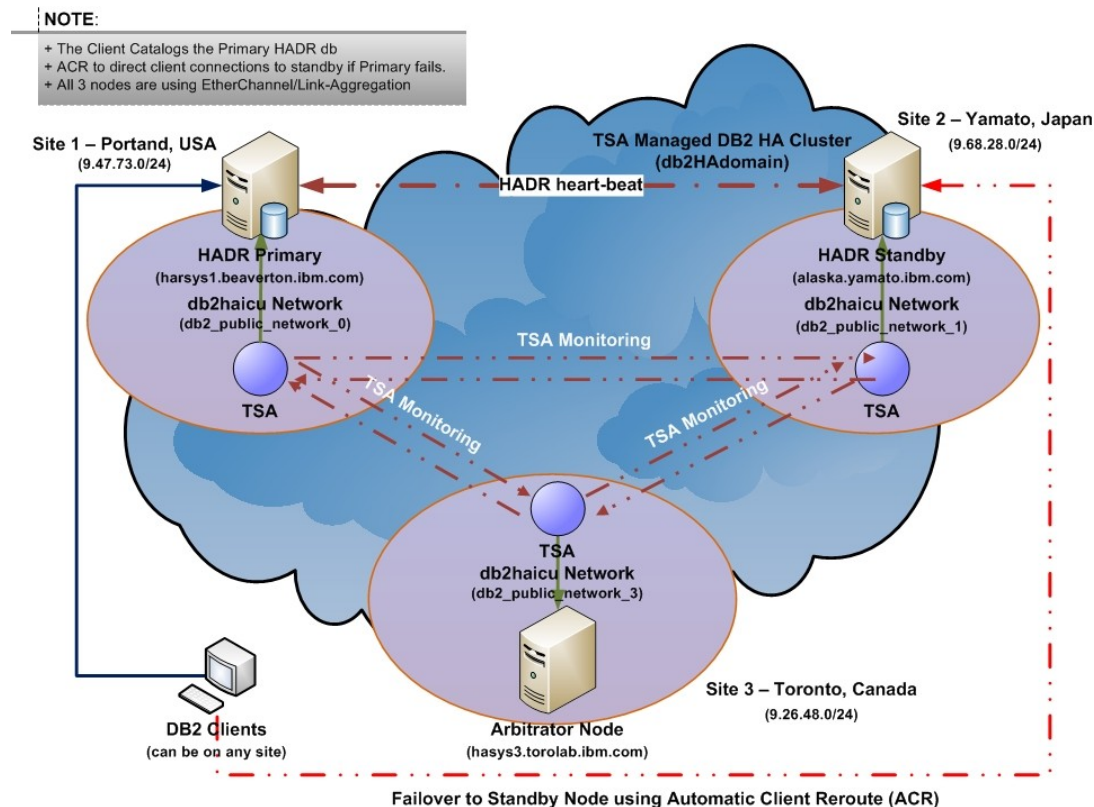 NOTE:
+ The Client Catalogs the Primary HADR db
+ ACR to direct client connections to standby if Primary fails.
+ All 3 nodes are using EtherChannel/Link-Aggregation
Site 1 – Portand, USA
(9.47.73.0/24)
TSA Managed DB2 HA Cluster
(db2HAdomain)
Site 2 – Yamato, Japan
(9.68.28.0/24)
HADR heart-beat
HADR Primary
(harsys1.beaverton.ibm.com)
db2haicu Network
(db2_public_network_0)
TSA
HADR Standby
(alaska.yamato.ibm.com)
db2haicu Network
(db2_public_network_1)
TSA
TSA Monitoring
TSA Monitoring
TSA Monitoring
TSA
db2haicu Network
(db2_public_network_3)
Arbitrator Node
(hasys3.torolab.ibm.com)
Site 3 – Toronto, Canada
(9.26.48.0/24)
DB2 Clients
(can be on any site)
Failover to Standby Node using Automatic Client Reroute (ACR)